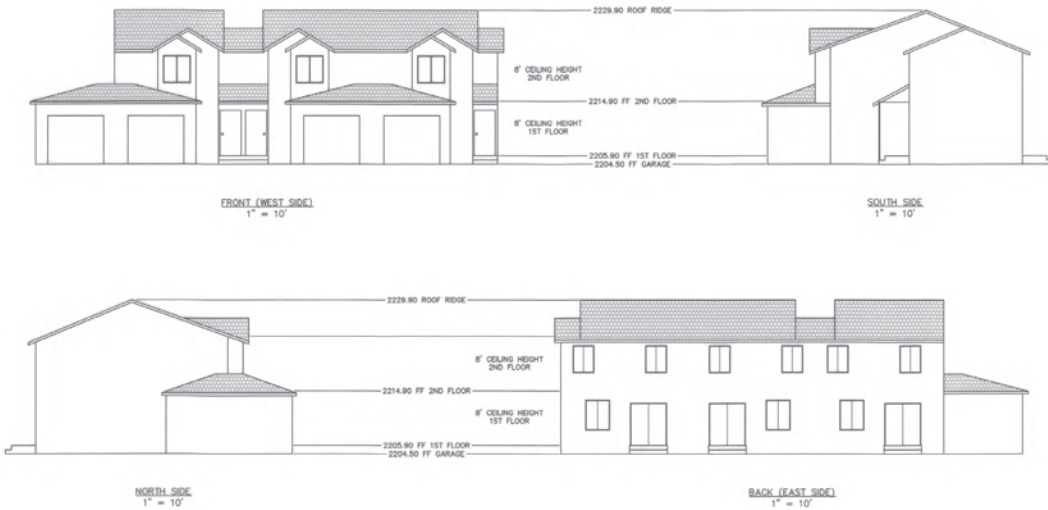 2229.90 ROOF RIDGE
8' CEILING HEIGHT
2ND FLOOR
2214.90 FF 2ND FLOOR
8' CEILING HEIGHT
1ST FLOOR
2205.90 FF 1ST FLOOR
2204.50 FF GARAGE
FRONT (WEST SIDE)
1" = 10'
SOUTH SIDE
1" = 10'
2229.90 ROOF RIDGE
8' CEILING HEIGHT
2ND FLOOR
2214.90 FF 2ND FLOOR
8' CEILING HEIGHT
1ST FLOOR
2205.90 FF 1ST FLOOR
2204.50 FF GARAGE
NORTH SIDE
1" = 10'
BACK (EAST SIDE)
1" = 10'